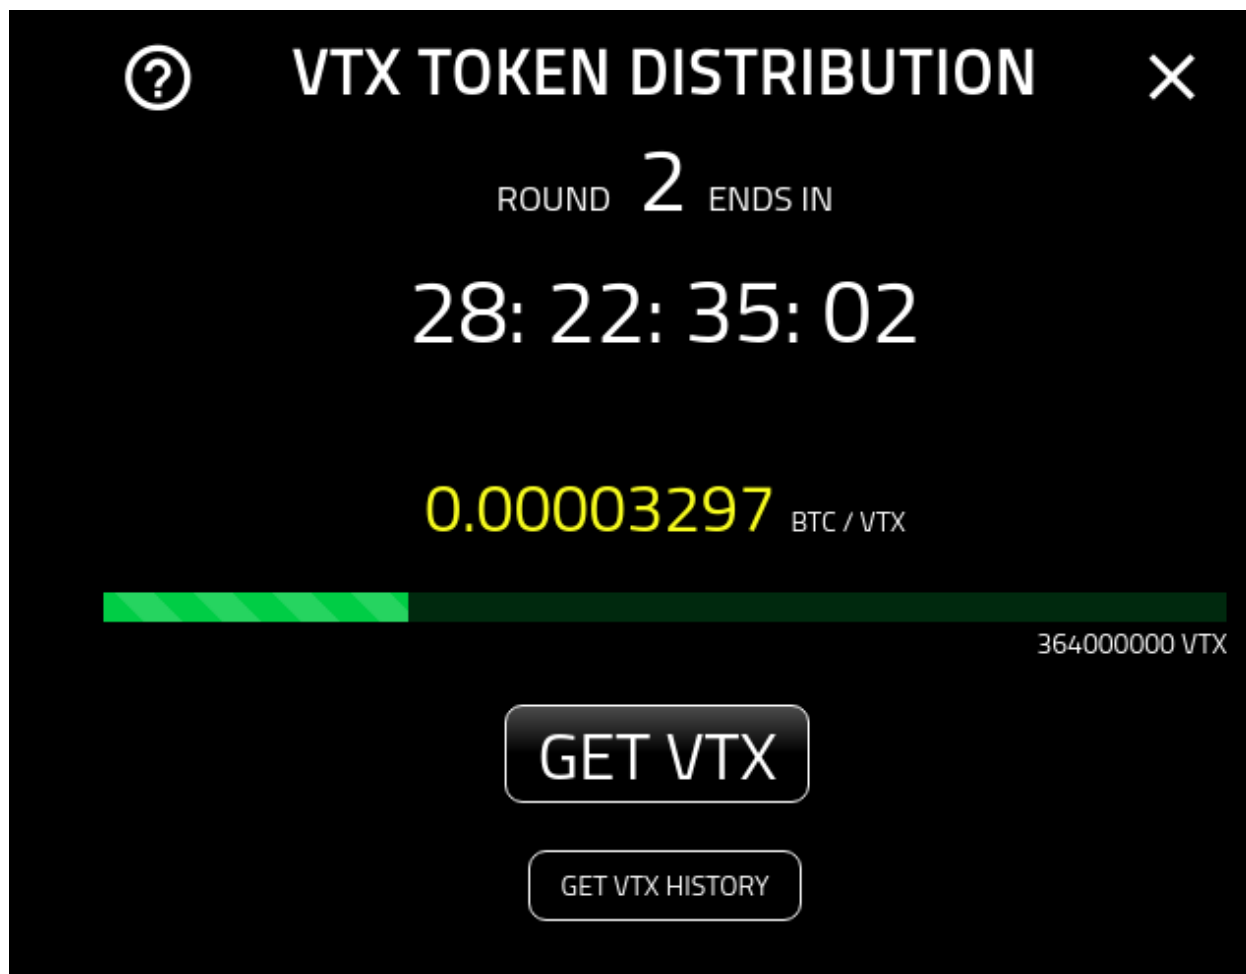 VTX TOKEN DISTRIBUTION
ROUND 2 ENDS IN
28: 22: 35: 02
0.00003297 BTC / VTX
364000000 VTX
GET VTX
GET VTX HISTORY